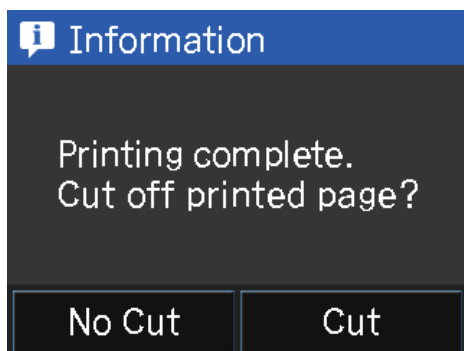 Information
Printing complete.
Cut off printed page?
No Cut
Cut